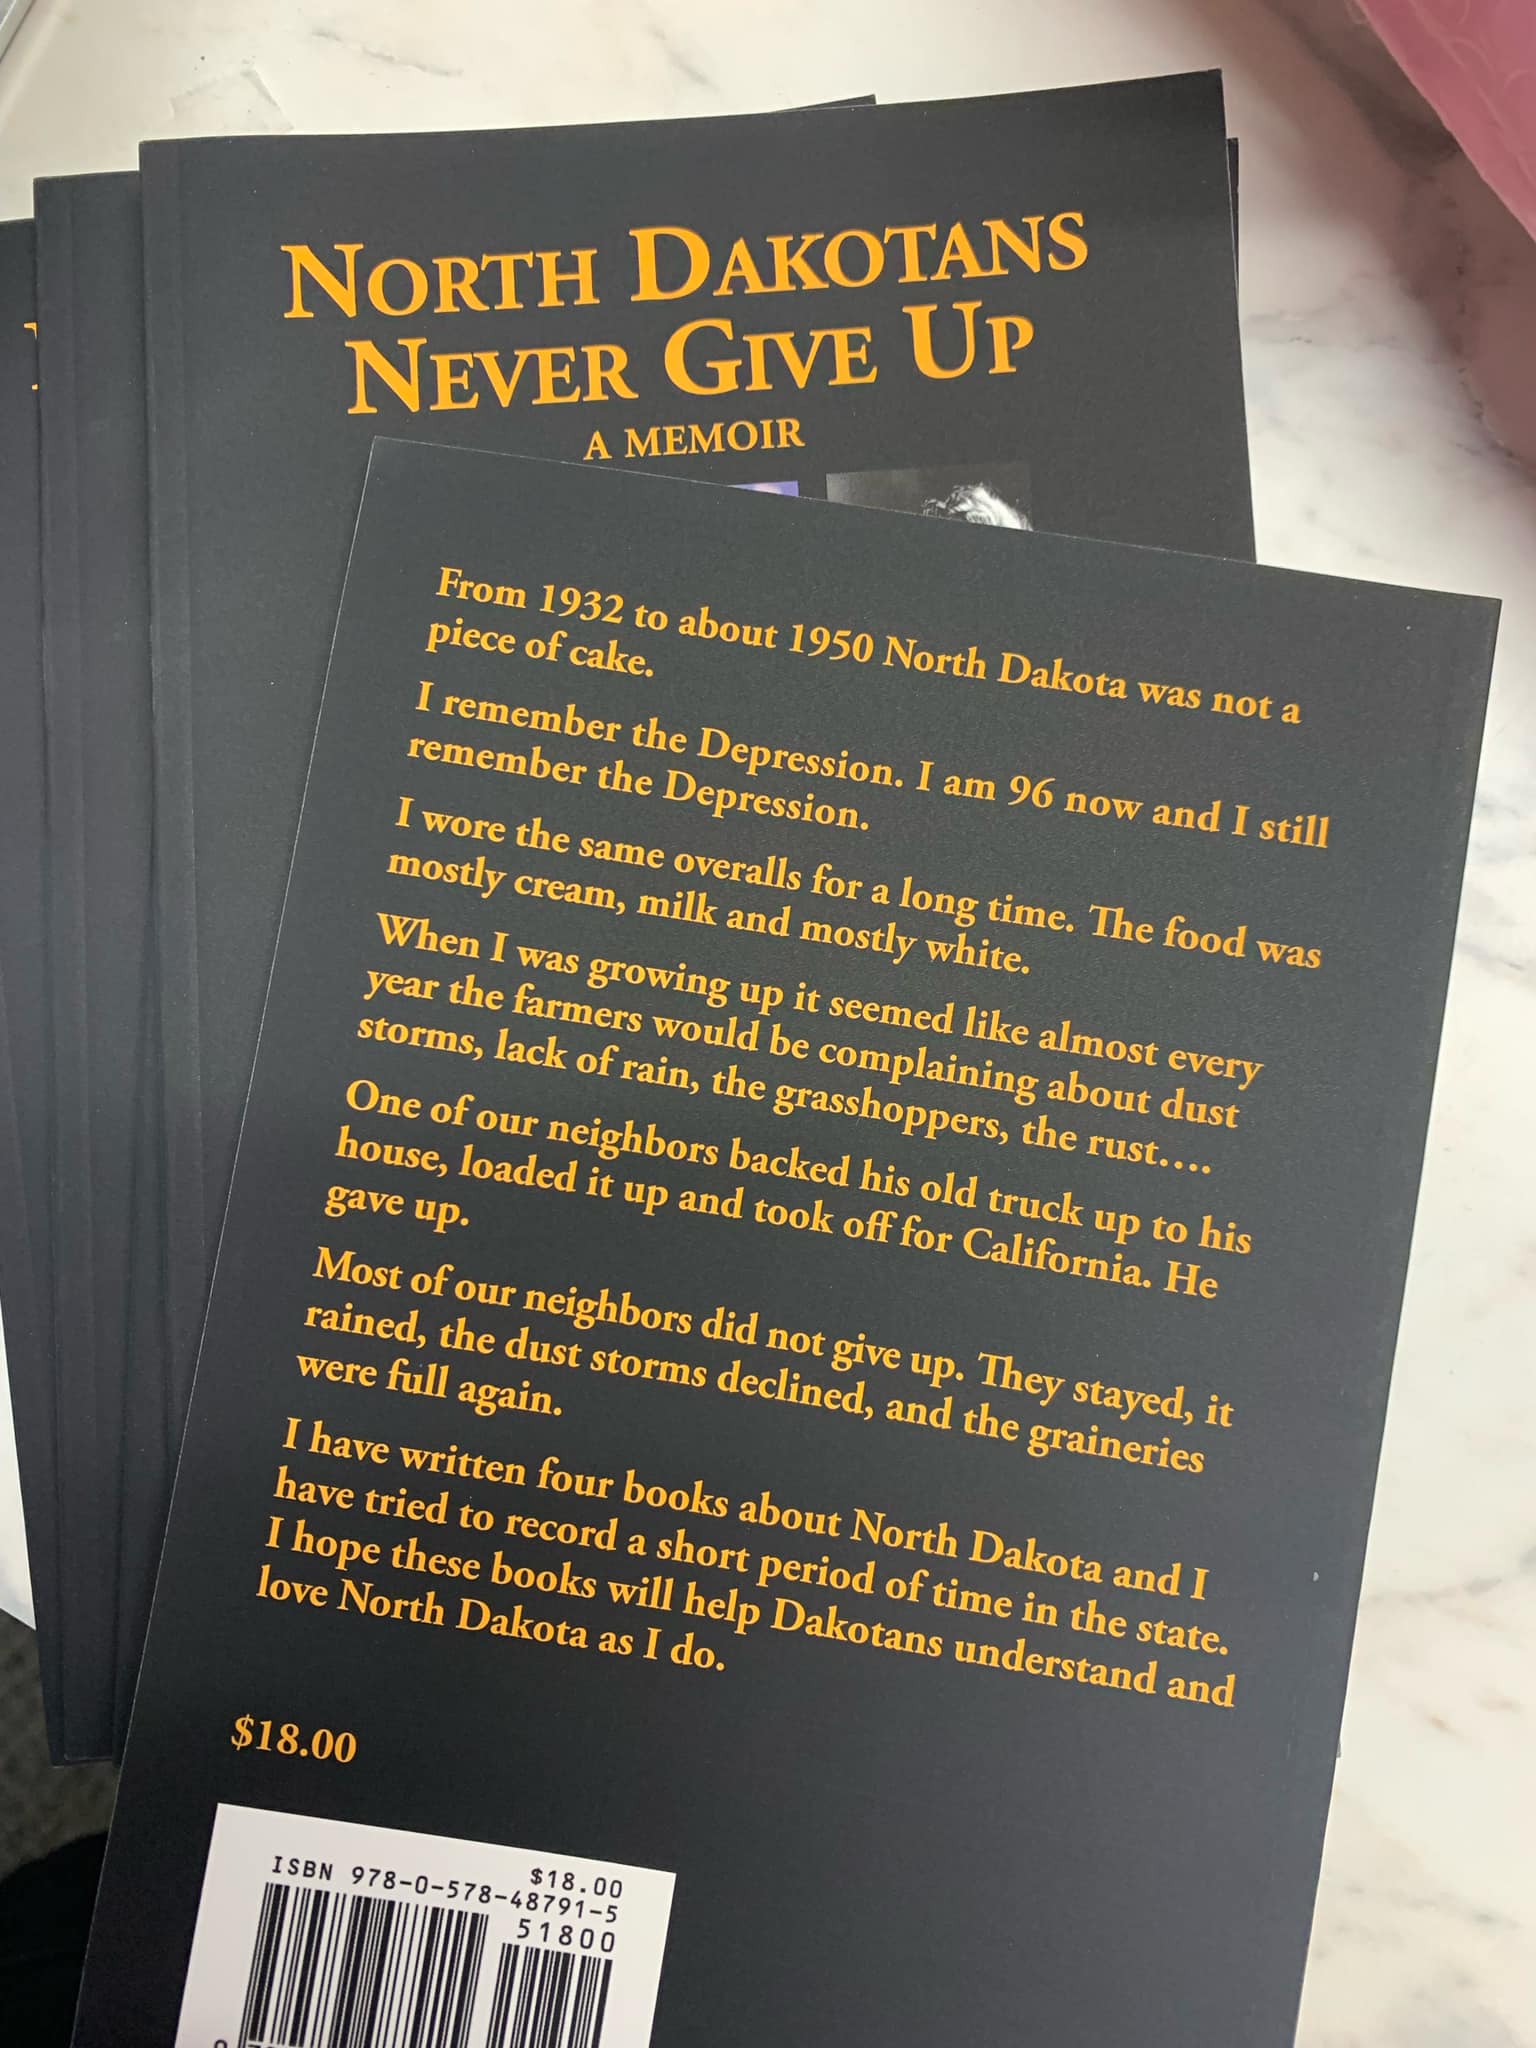 NORTH DAKOTANS
NEVER GIVE UP
A MEMOIR
From 1932 to about 1950 North Dakota was not a
piece of cake.
I remember the Depression. I am 96 now and I still
remember the Depression.
I wore the same overalls for a long time. The food was
mostly cream, milk and mostly white.
When I was growing up it seemed like almost every
year the farmers would be complaining about dust
storms, lack of rain, the grasshoppers, the rust....
One of our neighbors backed his old truck up to his
house, loaded it up and took off for California. He
gave up.
Most of our neighbors did not give up. They stayed, it
rained, the dust storms declined, and the graineries
were full again.
I have written four books about North Dakota and I
have tried to record a short period of time in the state.
I hope these books will help Dakotans understand and
love North Dakota as I do.
$18.00
$18.00
ISBN 978-0-578-48791-5
51800